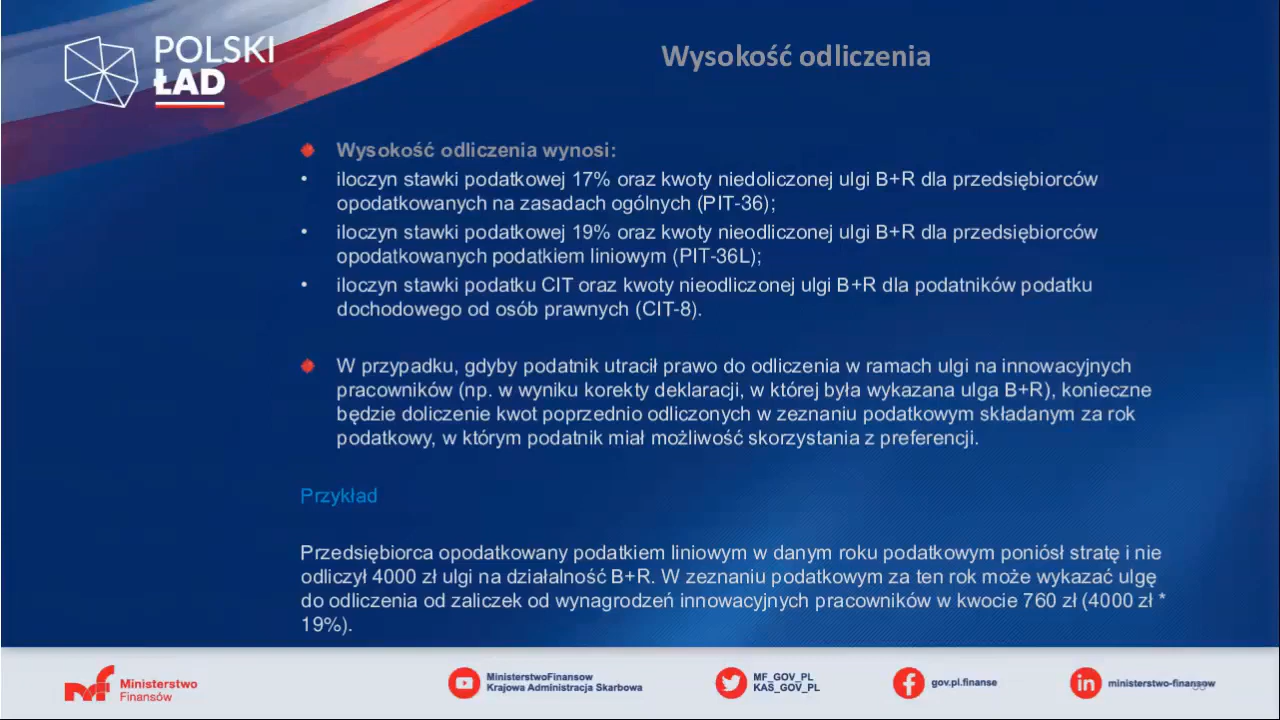 POLSKI
ŁAD
Wysokość odliczenia
Wysokość odliczenia wynosi:
• iloczyn stawki podatkowej 17% oraz kwoty niedoliczonej ulgi B+R dla przedsiębiorców
opodatkowanych na zasadach ogólnych (PIT-36);
• iloczyn stawki podatkowej 19% oraz kwoty nieodliczonej ulgi B+R dla przedsiębiorców
opodatkowanych podatkiem liniowym (PIT-36L);
• iloczyn stawki podatku CIT oraz kwoty nieodliczonej ulgi B+R dla podatników podatku
dochodowego od osób prawnych (CIT-8).
W przypadku, gdyby podatnik utracił prawo do odliczenia w ramach ulgi na innowacyjnych
pracowników (np. w wyniku korekty deklaracji, w której była wykazana ulga B+R), konieczne
będzie doliczenie kwot poprzednio odliczonych w zeznaniu podatkowym składanym za rok
podatkowy, w którym podatnik miał możliwość skorzystania z preferencji.
Przykład
Przedsiębiorca opodatkowany podatkiem liniowym w danym roku podatkowym poniósł stratę i nie
odliczył 4000 zł ulgi na działalność B+R. W zeznaniu podatkowym za ten rok może wykazać ulgę
do odliczenia od zaliczek od wynagrodzeń innowacyjnych pracowników w kwocie 760 zł (4000 zł *
19%).
Ministerstwo
Finansów
MinisterstwoFinansow
Krajowa Administracja Skarbowa
MF_GOV_PL
KAS_GOV_PL
gov.pl.finanse
ministerstwo-finansow